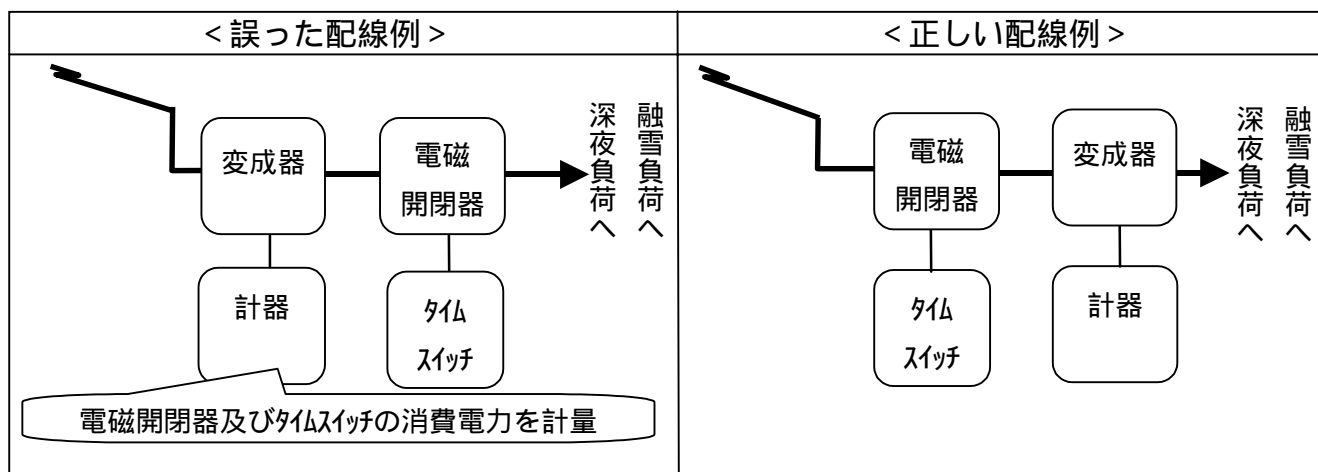 ＜誤った配線例＞
変成器
電磁
開閉器
融雪負荷へ
深夜負荷へ
計器
ﾀｲﾑ
ｽｲｯﾁ
電磁開閉器及びﾀｲﾑｽｲｯﾁの消費電力を計量
＜正しい配線例＞
電磁
開閉器
変成器
融雪負荷へ
深夜負荷へ
ﾀｲﾑ
ｽｲｯﾁ
計器